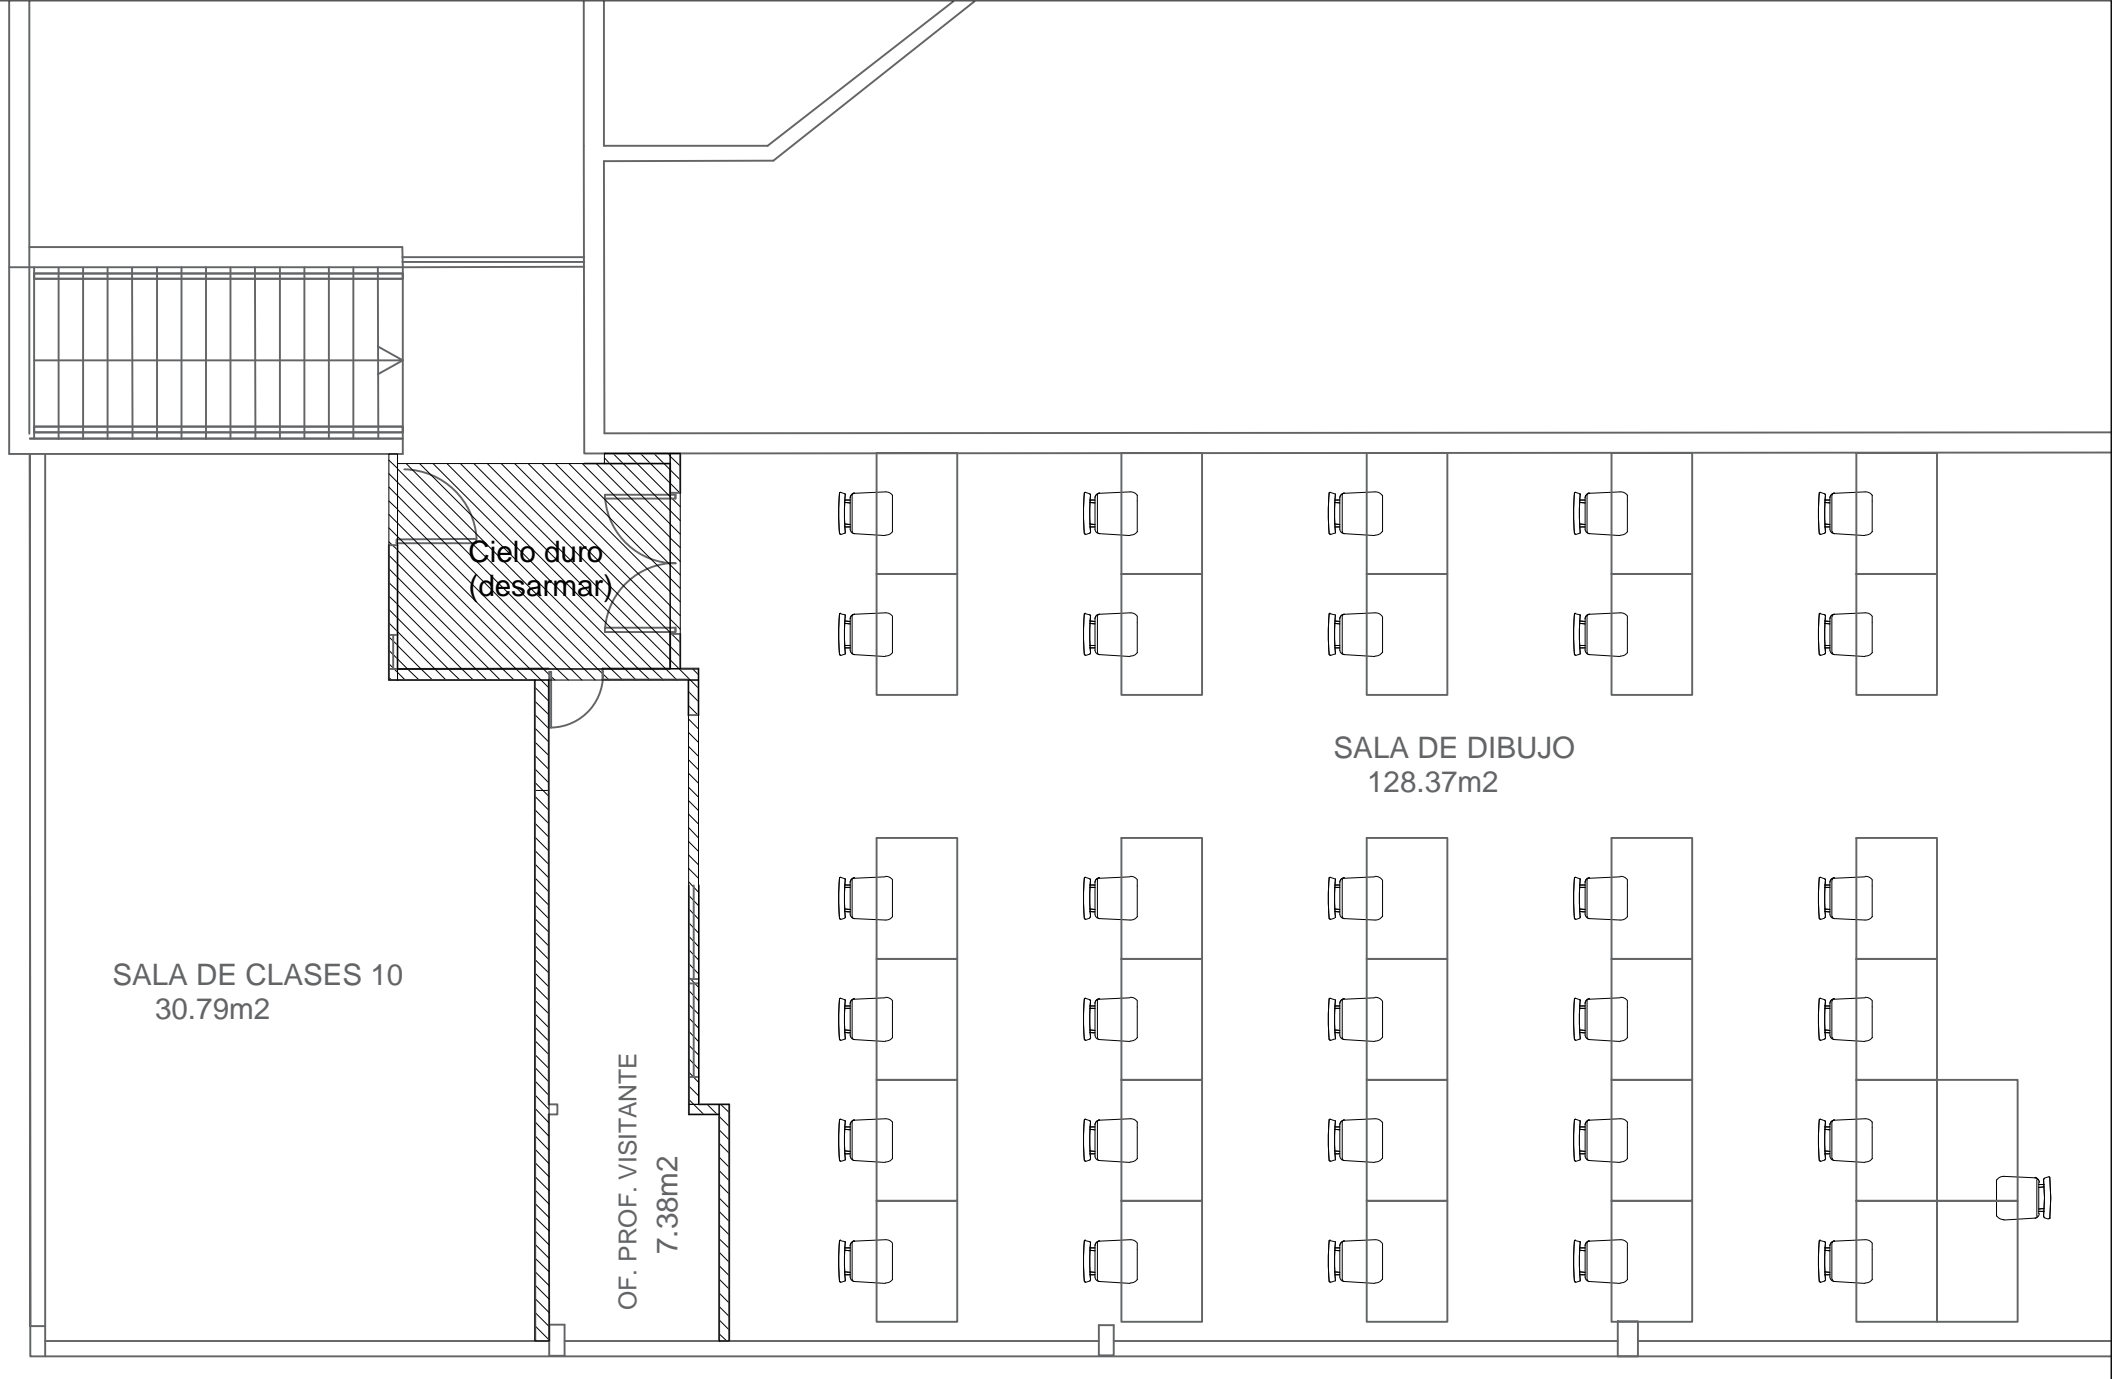 Cielo duro
(desarmar)
SALA DE DIBUJO
128.37m2
SALA DE CLASES 10
30.79m2
OF. PROF. VISITANTE
7.38m2